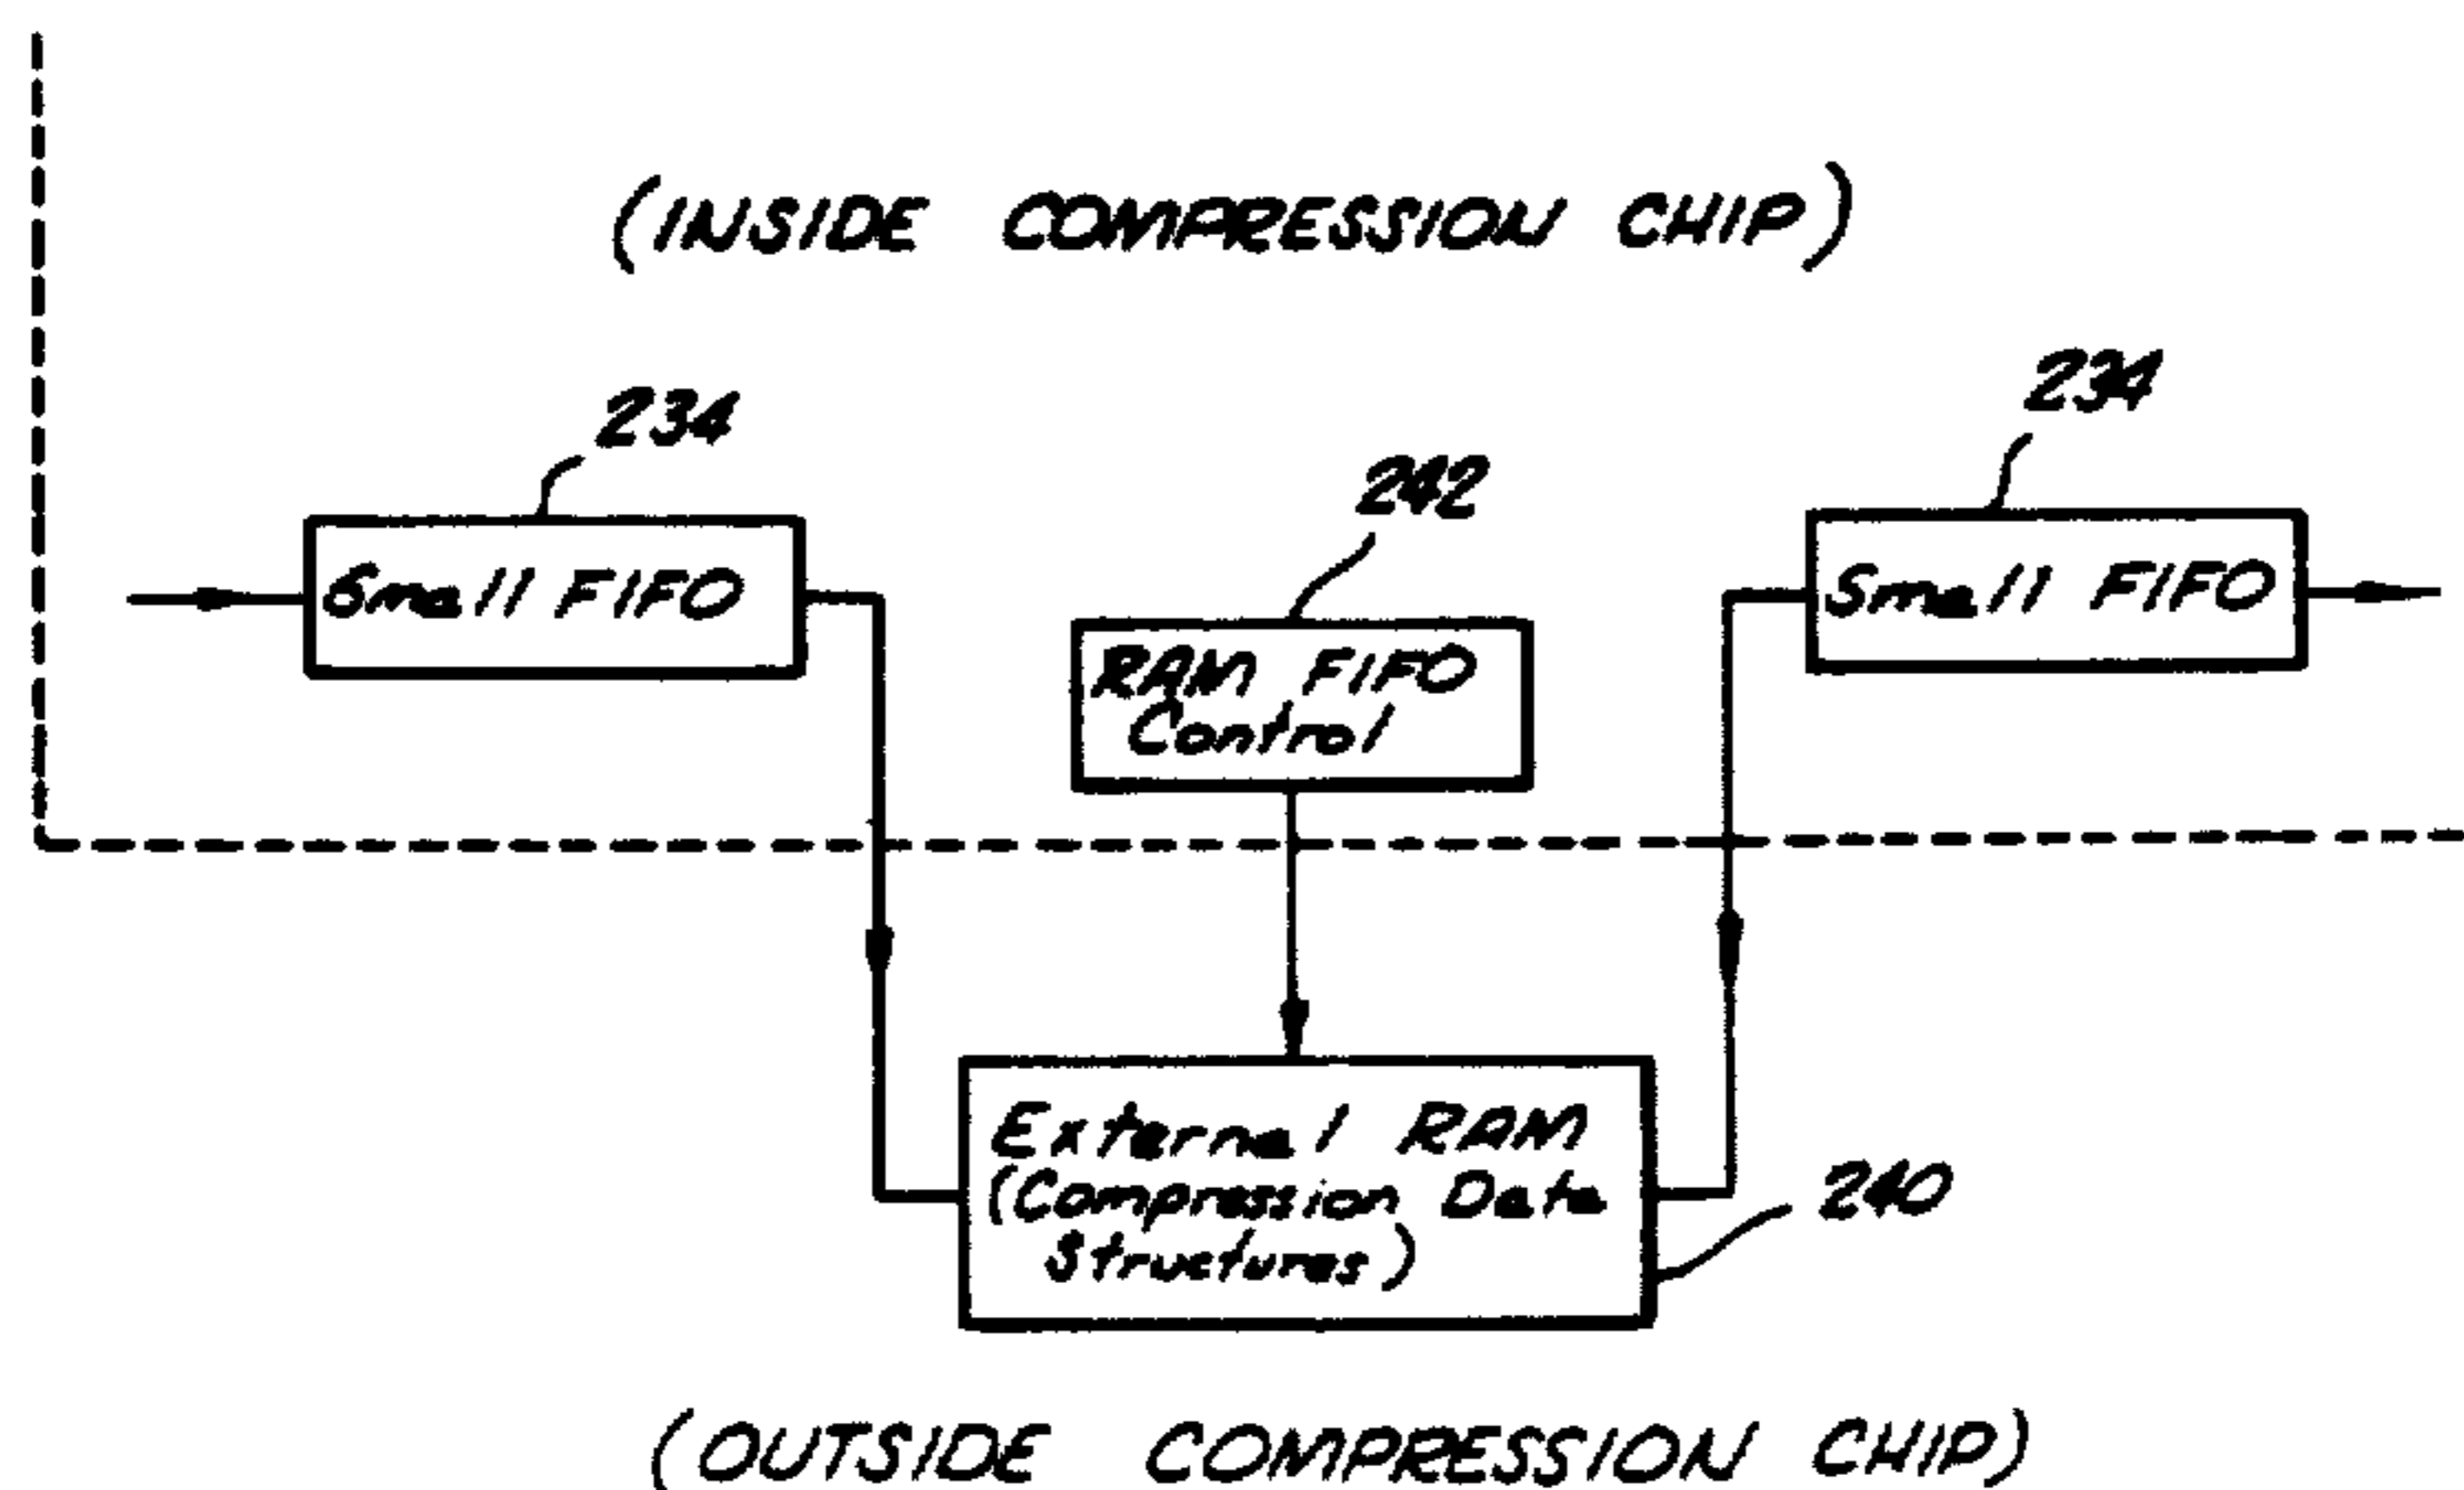 (INSIDE COMPRESSION CHIP)
234
234
242
Small FIFO
Small FIFO
RAM FIFO
Control
External RAM
(Compression Data
Structures)
240
(OUTSIDE COMPRESSION CHIP)